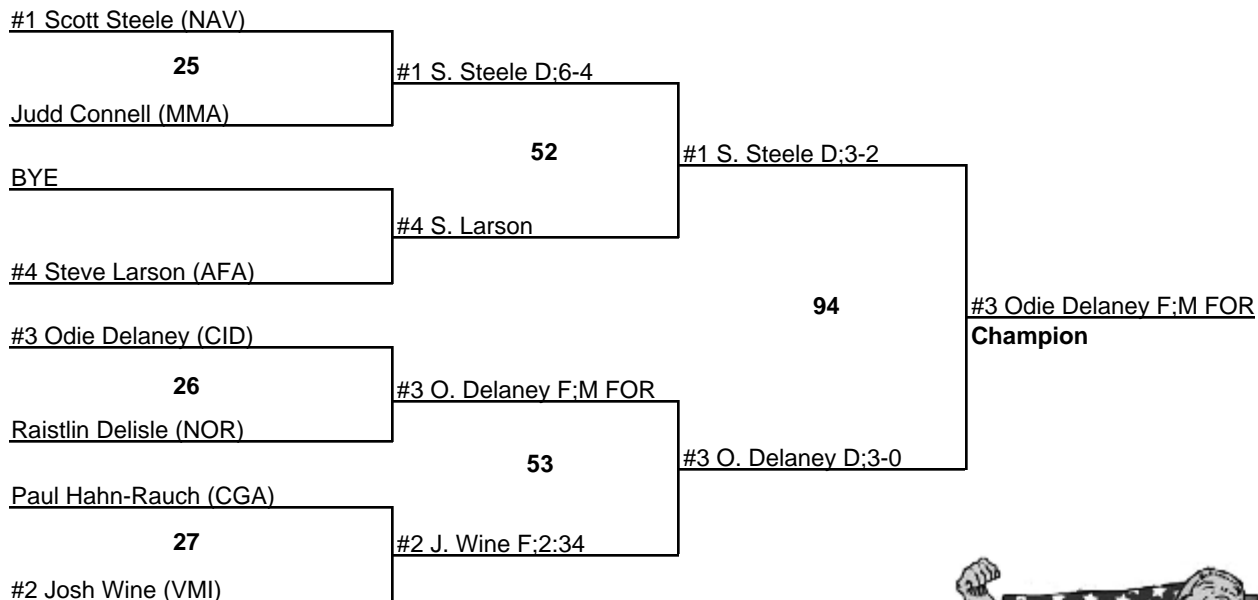 #1 Scott Steele (NAV)
25
#1 S. Steele D;6-4
Judd Connell (MMA)
52
#1 S. Steele D;3-2
BYE
#4 S. Larson
#4 Steve Larson (AFA)
94
#3 Odie Delaney F;M FOR
Champion
#3 Odie Delaney (CID)
26
#3 O. Delaney F;M FOR
Raistlin Delisle (NOR)
53
#3 O. Delaney D;3-0
Paul Hahn-Rauch (CGA)
27
#2 J. Wine F;2:34
#2 Josh Wine (VMI)